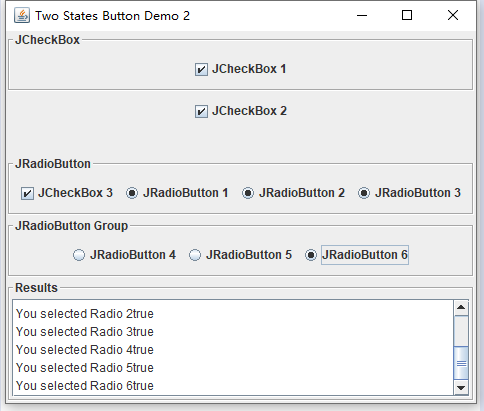 Two States Button Demo 2
JCheckBox
JCheckBox 1
JCheckBox 2
JRadioButton
JCheckBox 3 JRadioButton 1 JRadioButton 2 JRadioButton 3
JRadioButton Group
JRadioButton 4 JRadioButton 5 JRadioButton 6
Results
You selected Radio 2true
You selected Radio 3true
You selected Radio 4true
You selected Radio 5true
You selected Radio 6true